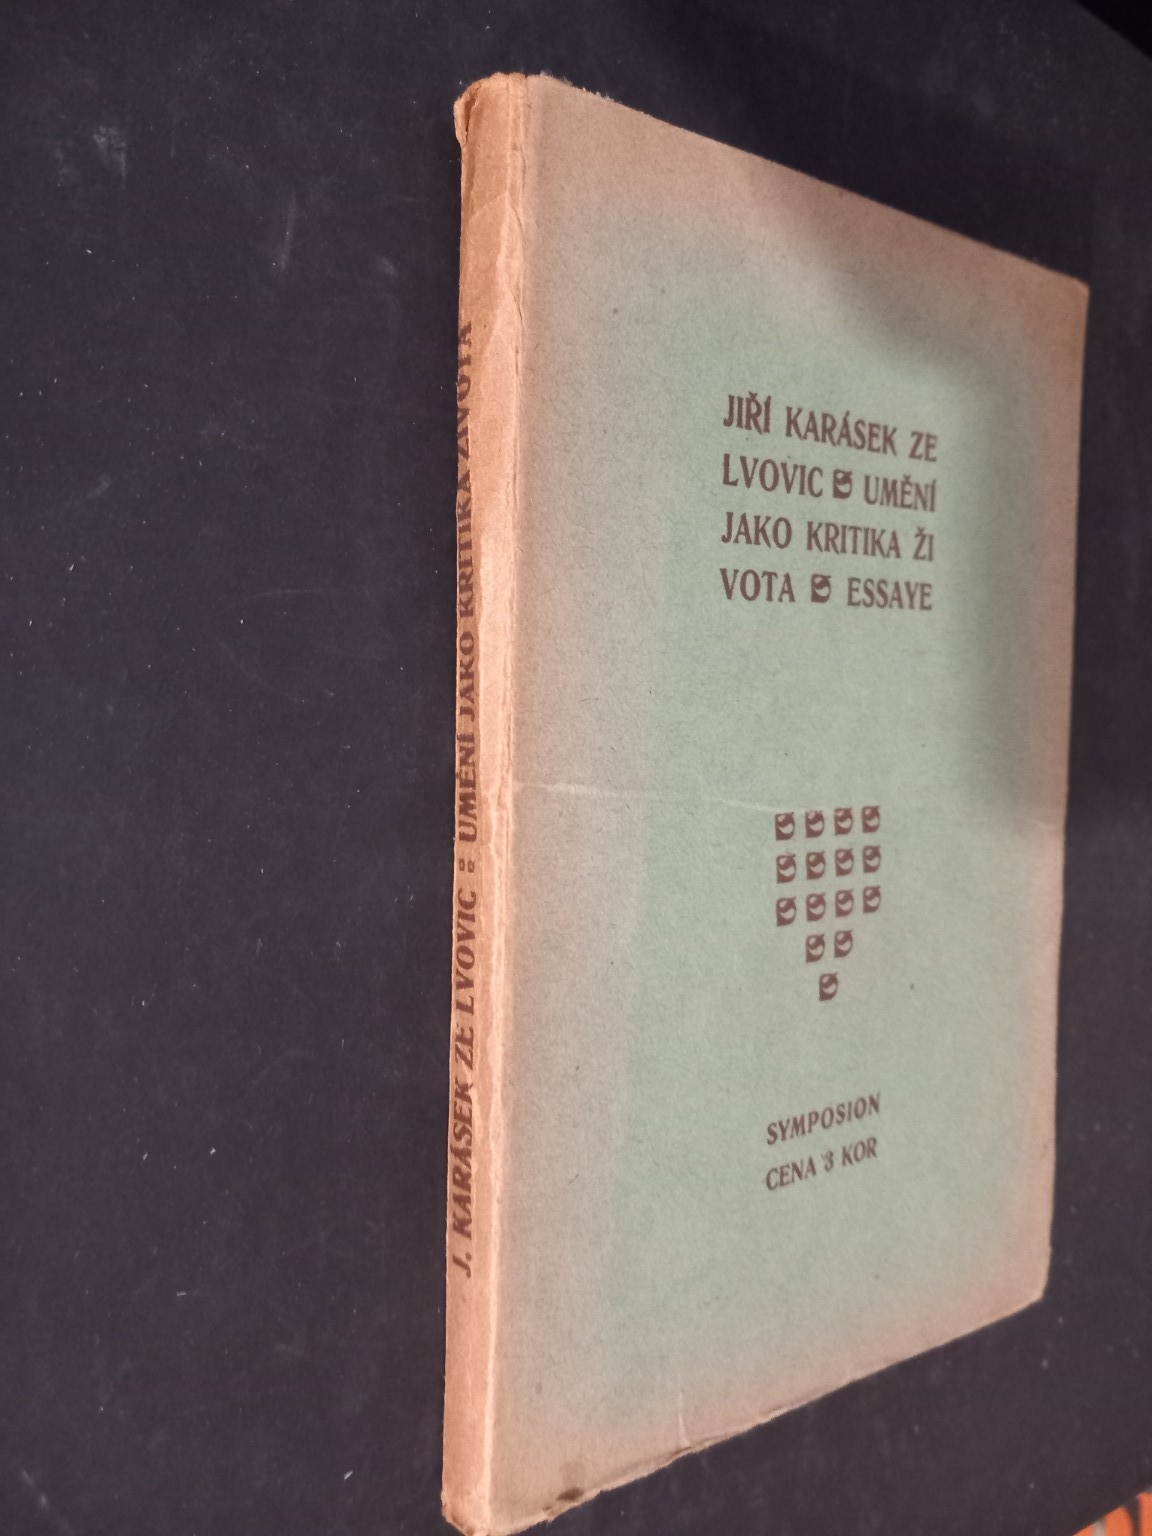 JIŘÍ KARÁSEK ZE
LVOVIC UMĚNÍ
JAKO KRITIKA ŽI
VOTA ESSAYE
SYMPOSION
CENA 3 KOR
J. KARÁSEK ZE LVOVIC :: UMĚNÍ JAKO KRITIKA ŽIVOTA